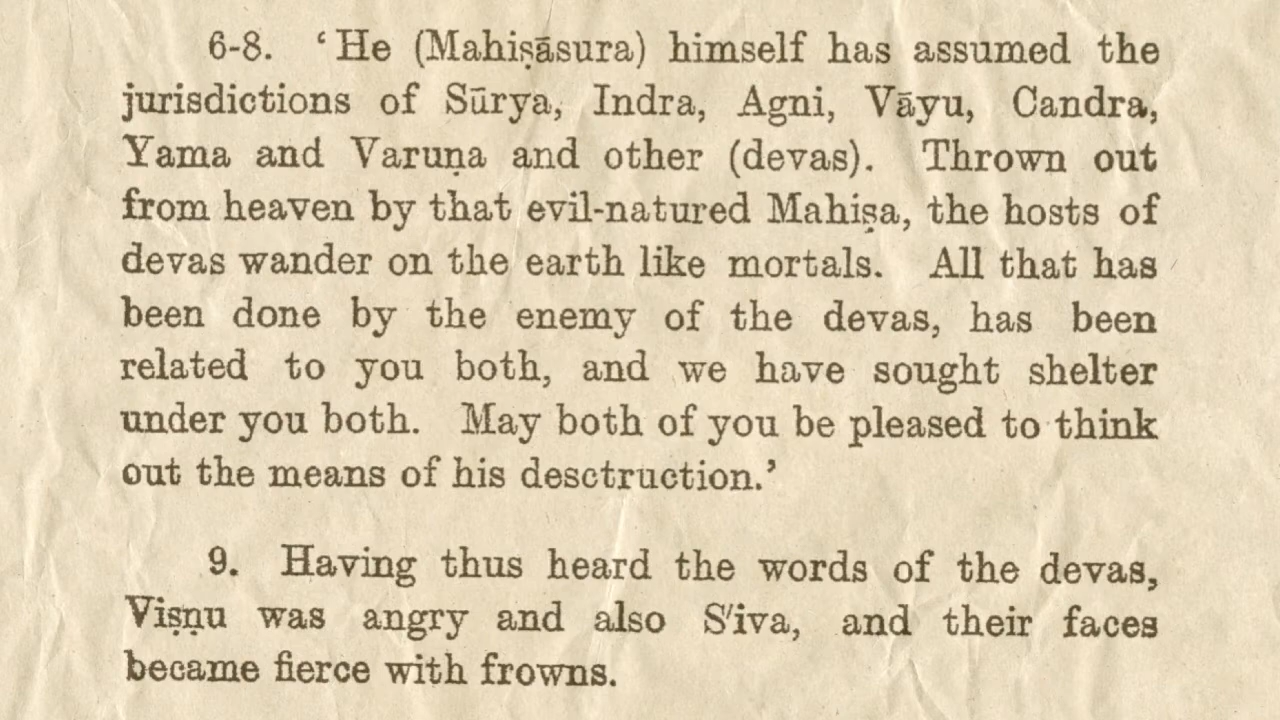 6-8. ‘He (Mahiṣāsura) himself has assumed the
jurisdictions of Sūrya, Indra, Agni, Vāyu, Candra,
Yama and Varuṇa and other (devas). Thrown out
from heaven by that evil-natured Mahiṣa, the hosts of
devas wander on the earth like mortals. All that has
been done by the enemy of the devas, has been
related to you both, and we have sought shelter
under you both. May both of you be pleased to think
out the means of his desctruction.’
9. Having thus heard the words of the devas,
Viṣṇu was angry and also S'iva, and their faces
became fierce with frowns.